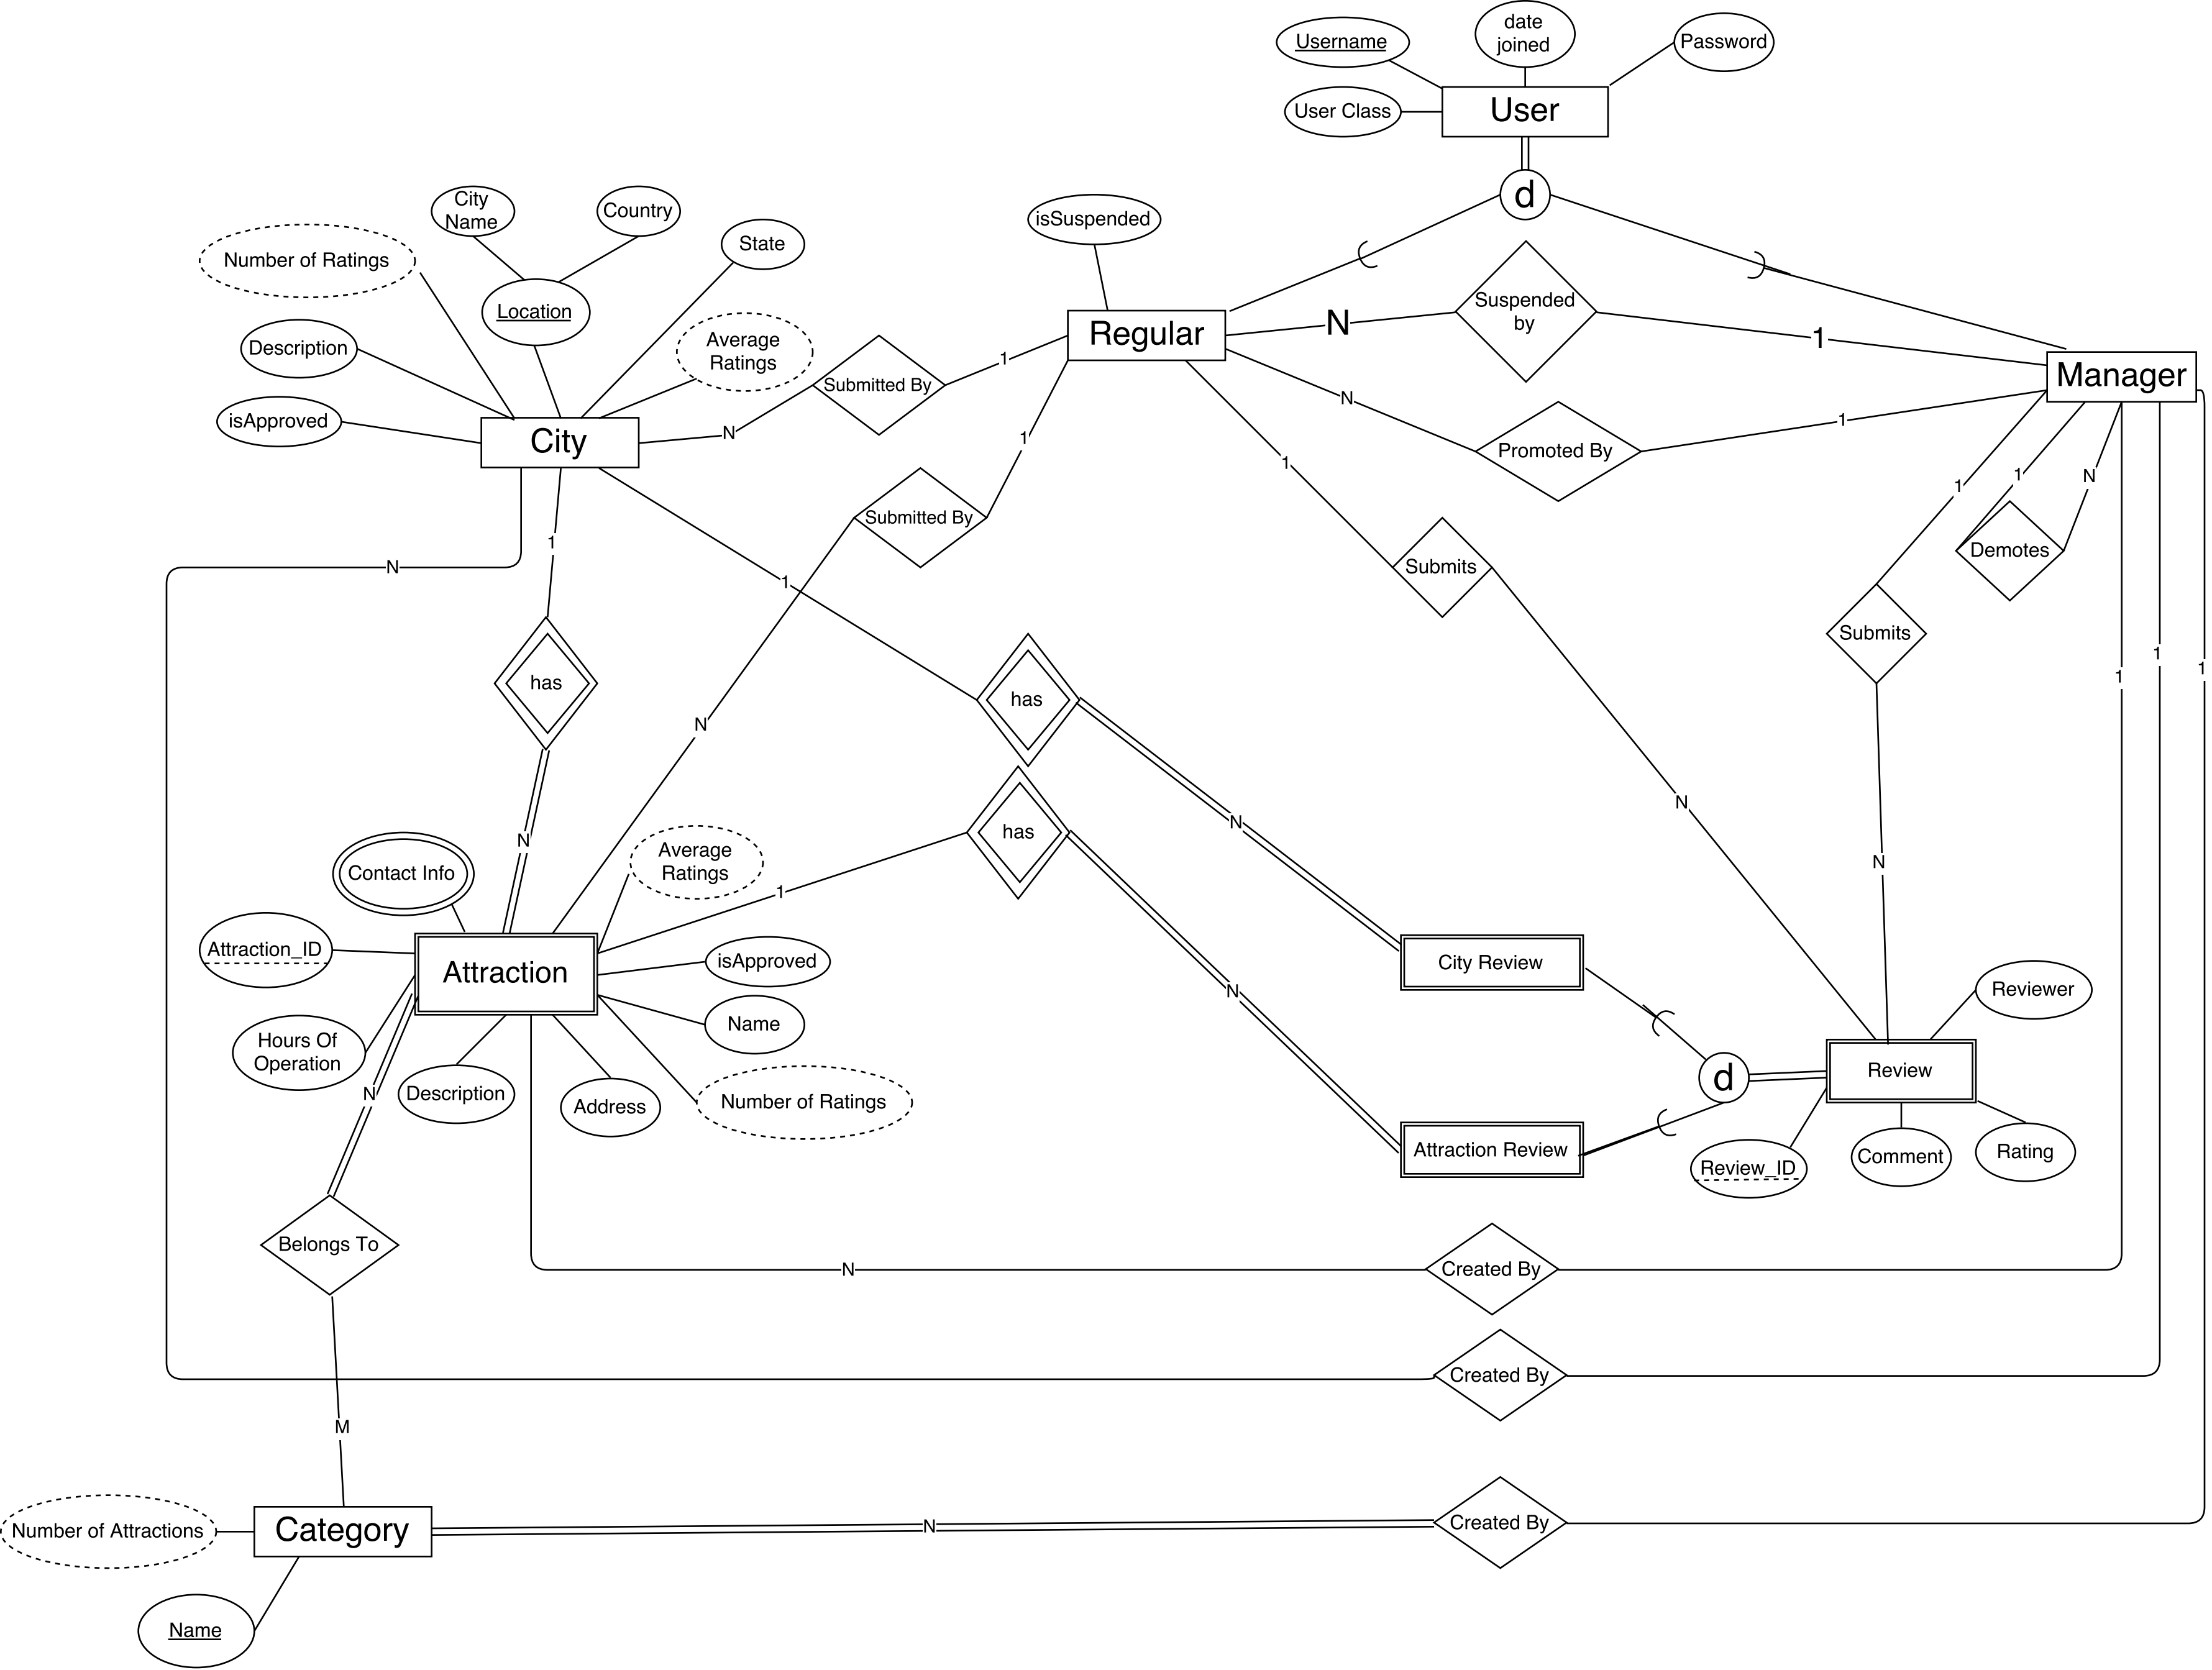 date
joined
Username
Password
User Class
User
d
City
Name
Country
isSuspended
State
Number of Ratings
Location
Suspended
by
N
1
Regular
Description
Average
Ratings
1
Submitted By
Manager
isApproved
N
City
N
1
Promoted By
1
1
1
1
N
Submitted By
1
N
1
Demotes
N
1
Submits
Submits
has
has
1
1
1
N
N
N
has
N
N
Average
Ratings
Contact Info
1
Attraction_ID
Attraction
isApproved
City Review
N
Reviewer
Name
Hours Of
Operation
Review
d
N
Description
Address
Number of Ratings
Attraction Review
Review_ID
Comment
Rating
Belongs To
N
Created By
Created By
M
Number of Attractions
Category
N
Created By
Name